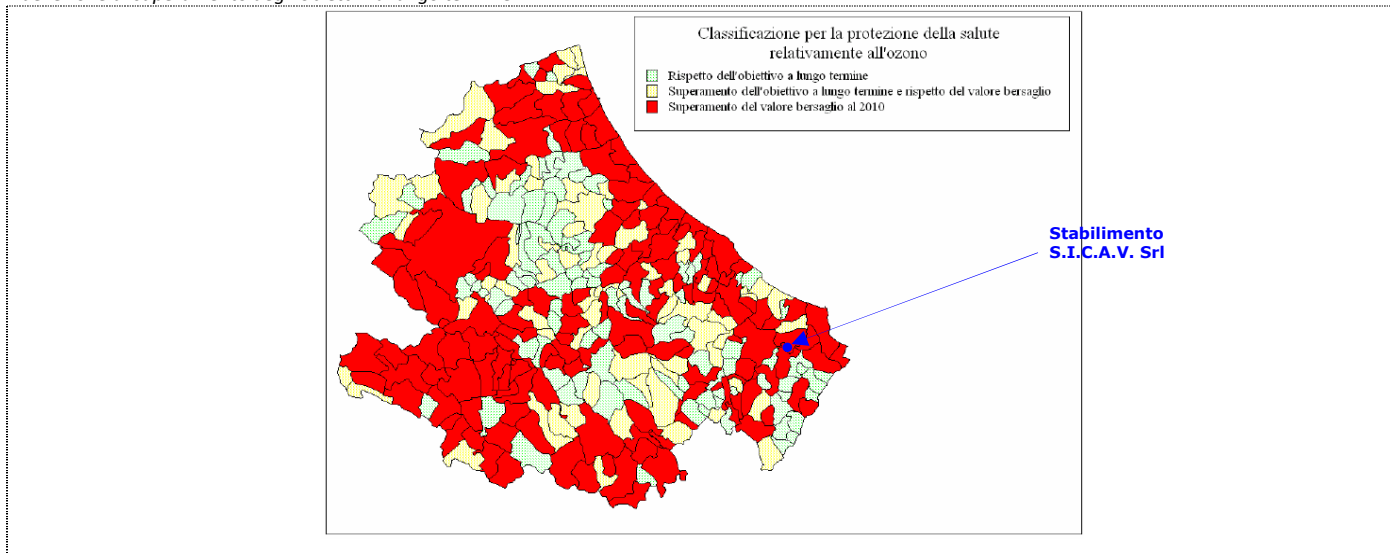 Classificazione per la protezione della salute
relativamente all'ozono
Rispetto dell'obiettivo a lungo termine
Superamento dell'obiettivo a lungo termine e rispetto del valore bersaglio
Superamento del valore bersaglio al 2010
Stabilimento
S.I.C.A.V. Srl